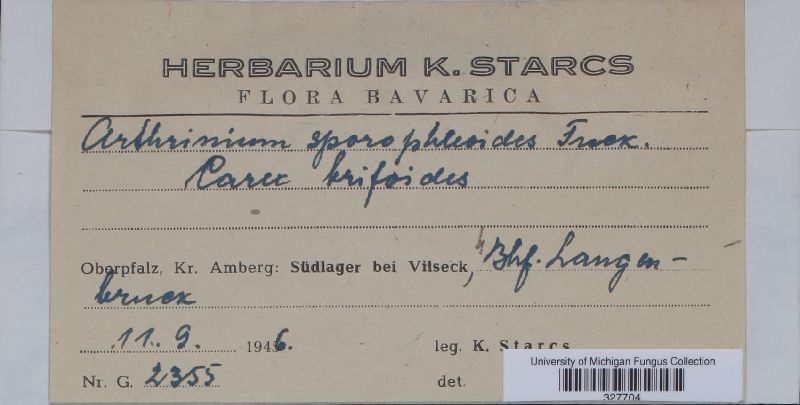 HERBARIUM K. STARCS
FLORA BAVARICA
Arthrinium sporophleoides Fuck.
Carex brifoides
Oberpfalz, Kr. Amberg: Südlager bei Vilseck, Bhf. Langen-
bruck
11. 9. 1946.
leg. K. Starcs
Nr. G. 2355
det.
University of Michigan Fungus Collection
327704